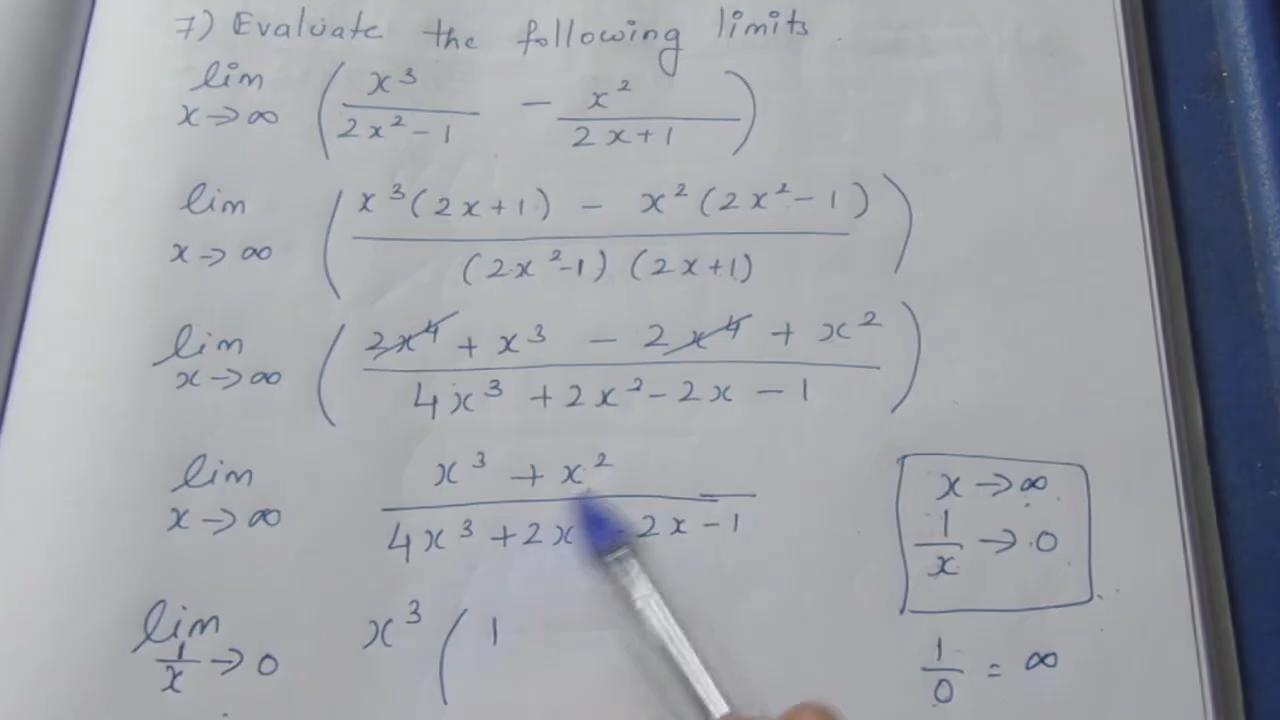 7) Evaluate the following limits
lim x→∞ ( x³/(2x²-1) - x²/(2x+1) )
lim x→∞ ( (x³(2x+1) - x²(2x²-1)) / ((2x²-1) (2x+1)) )
lim x→∞ ( (2x⁴ + x³ - 2x⁴ + x²) / (4x³ + 2x² - 2x - 1) )
lim x→∞ (x³ + x²) / (4x³ + 2x 2x - 1)
x→∞
1/x → 0
lim 1/x→0 x³ ( 1
1/0 = ∞